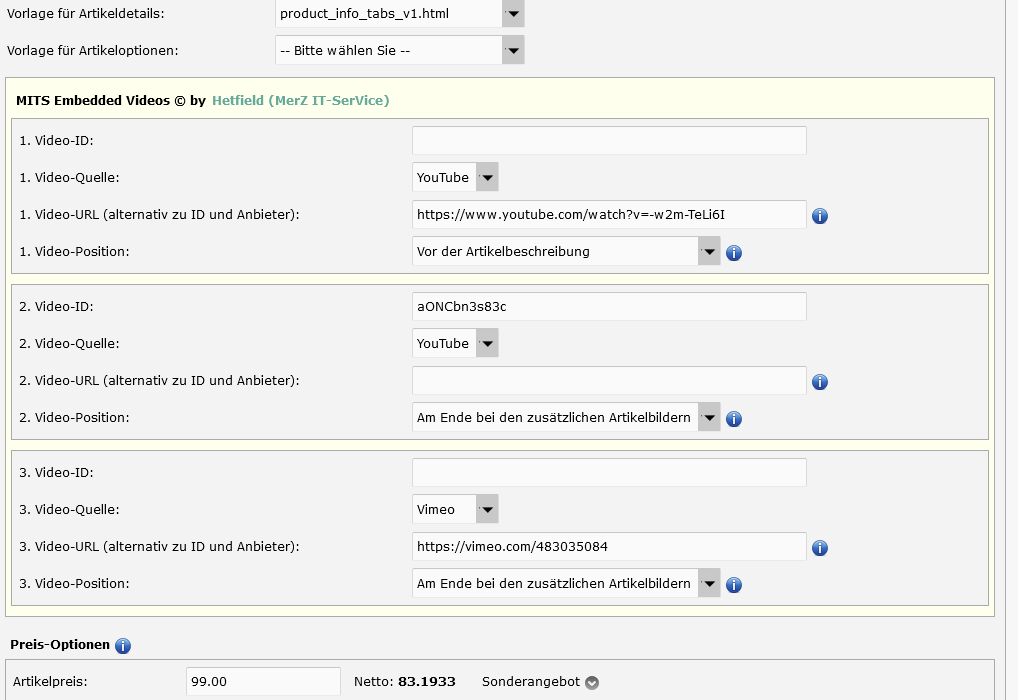 Vorlage für Artikeldetails: product_info_tabs_v1.html
Vorlage für Artikeloptionen: -- Bitte wählen Sie --
MITS Embedded Videos © by Hetfield (MerZ IT-SerVice)
1. Video-ID:
1. Video-Quelle: YouTube
1. Video-URL (alternativ zu ID und Anbieter): https://www.youtube.com/watch?v=-w2m-TeLi6I
1. Video-Position: Vor der Artikelbeschreibung
2. Video-ID: aONCbn3s83c
2. Video-Quelle: YouTube
2. Video-URL (alternativ zu ID und Anbieter):
2. Video-Position: Am Ende bei den zusätzlichen Artikelbildern
3. Video-ID:
3. Video-Quelle: Vimeo
3. Video-URL (alternativ zu ID und Anbieter): https://vimeo.com/483035084
3. Video-Position: Am Ende bei den zusätzlichen Artikelbildern
Preis-Optionen
Artikelpreis: 99.00 Netto: 83.1933 Sonderangebot